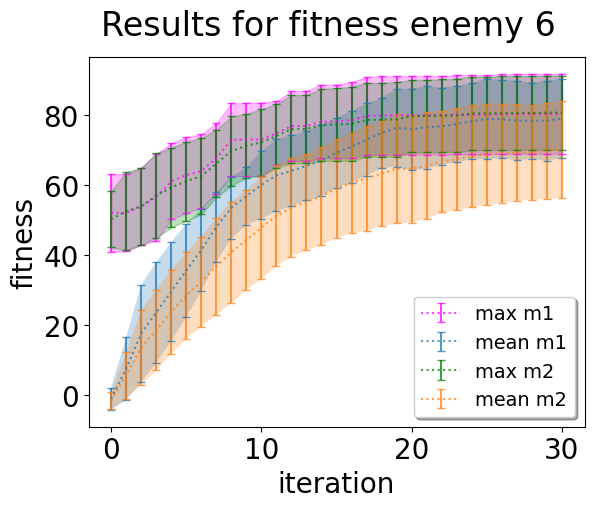 Results for fitness enemy 6
fitness
80
60
40
20
0
0 10 20 30
iteration
max m1
mean m1
max m2
mean m2